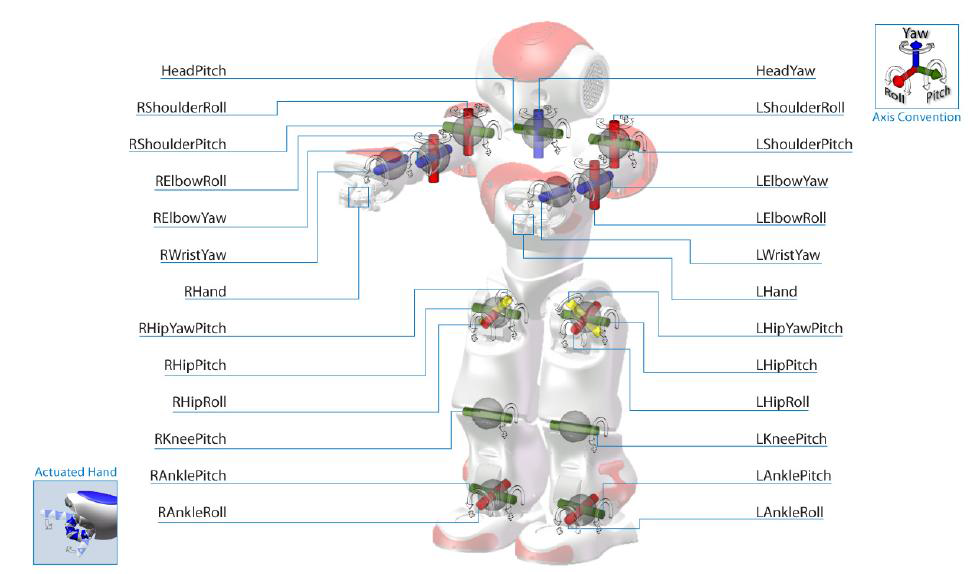 HeadPitch
RShoulderRoll
RShoulderPitch
RElbowRoll
RElbowYaw
RWristYaw
RHand
RHipYawPitch
RHipPitch
RHipRoll
RKneePitch
RAnklePitch
RAnkleRoll
HeadYaw
LShoulderRoll
LShoulderPitch
LElbowYaw
LElbowRoll
LWristYaw
LHand
LHipYawPitch
LHipPitch
LHipRoll
LKneePitch
LAnklePitch
LAnkleRoll
Yaw
Roll
Pitch
Axis Convention
Actuated Hand